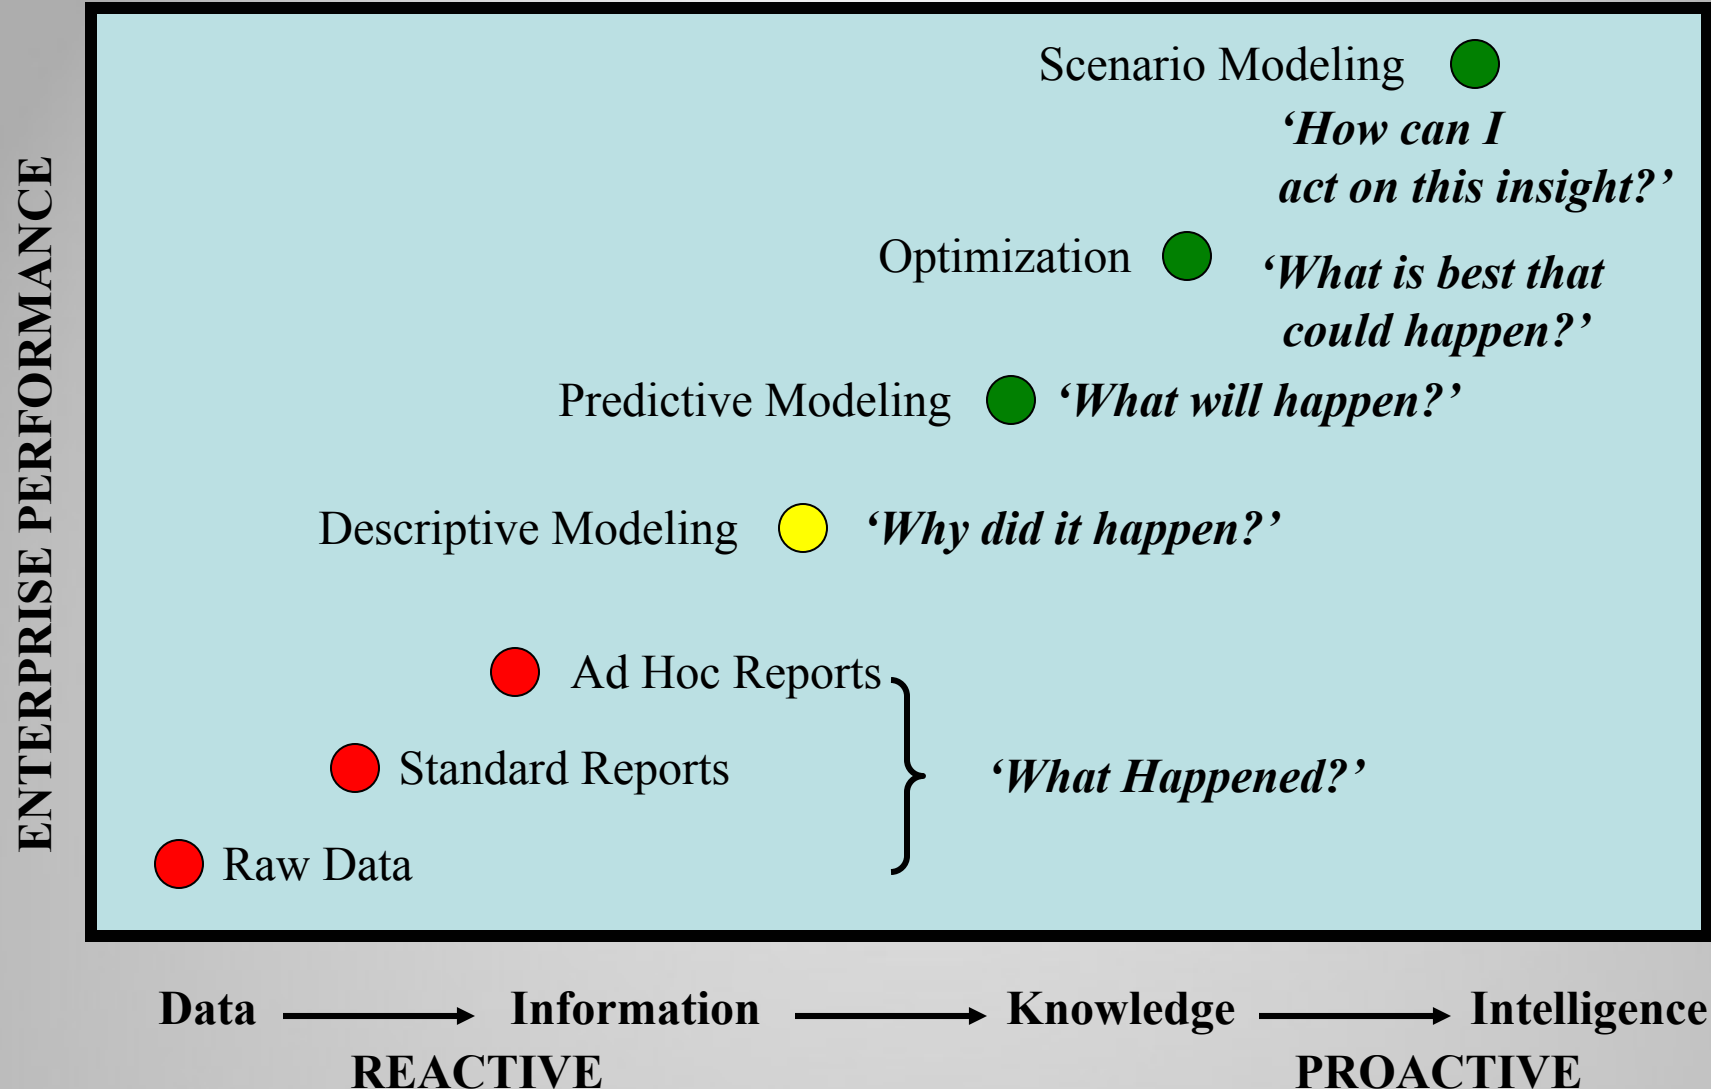 ENTERPRISE PERFORMANCE
Scenario Modeling
‘How can I
act on this insight?’
Optimization
‘What is best that
could happen?’
Predictive Modeling
‘What will happen?’
Descriptive Modeling
‘Why did it happen?’
Ad Hoc Reports
Standard Reports
‘What Happened?’
Raw Data
Data
Information
Knowledge
Intelligence
REACTIVE
PROACTIVE